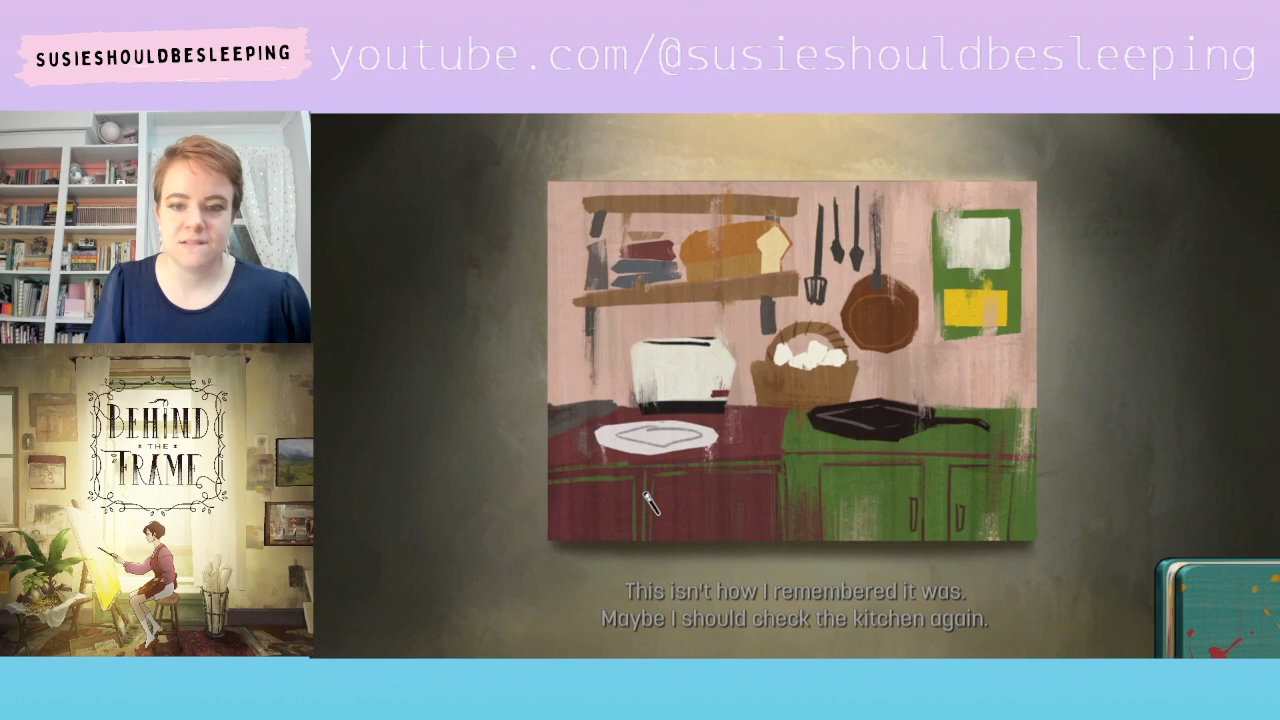 SUSIESHOULDBESLEEPING
youtube.com/@susieshouldbesleeping
BEHIND
THE
FRAME
This isn't how I remembered it was.
Maybe I should check the kitchen again.